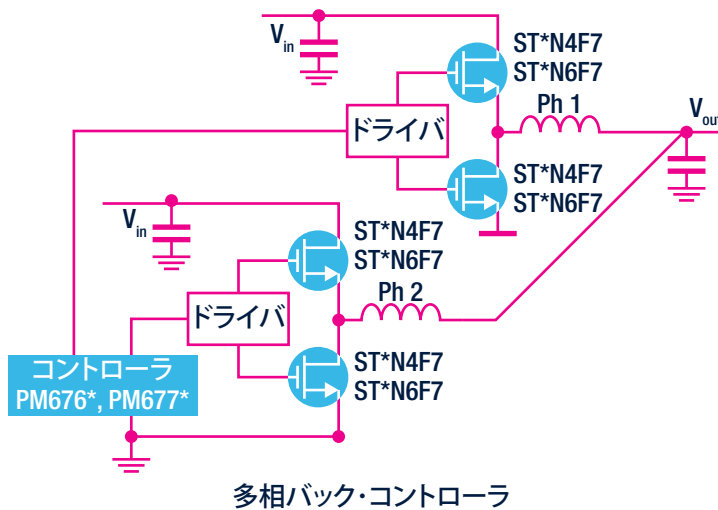 Vin
ST*N4F7
ST*N6F7
Ph 1
Vout
ドライバ
ST*N4F7
ST*N6F7
Vin
ST*N4F7
ST*N6F7
Ph 2
ドライバ
ST*N4F7
ST*N6F7
コントローラ
PM676*, PM677*
多相バック・コントローラ